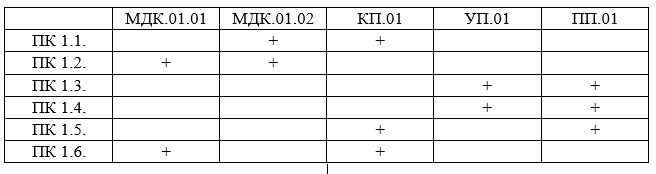 МДК.01.01 МДК.01.02 КП.01 УП.01 ПП.01
ПК 1.1. + +
ПК 1.2. + +
ПК 1.3. + +
ПК 1.4. + +
ПК 1.5. + +
ПК 1.6. + +